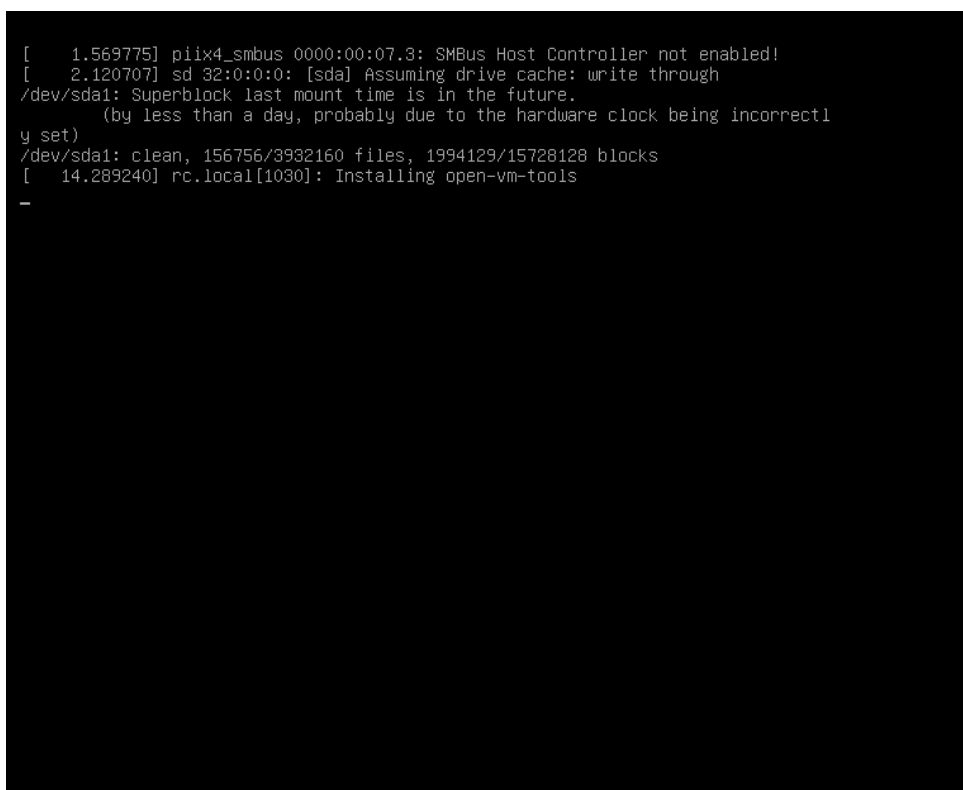 [    1.569775] piix4_smbus 0000:00:07.3: SMBus Host Controller not enabled!
[    2.120707] sd 32:0:0:0: [sda] Assuming drive cache: write through
/dev/sda1: Superblock last mount time is in the future.
        (by less than a day, probably due to the hardware clock being incorrectl
y set)
/dev/sda1: clean, 156756/3932160 files, 1994129/15728128 blocks
[   14.289240] rc.local[1030]: Installing open-vm-tools
_